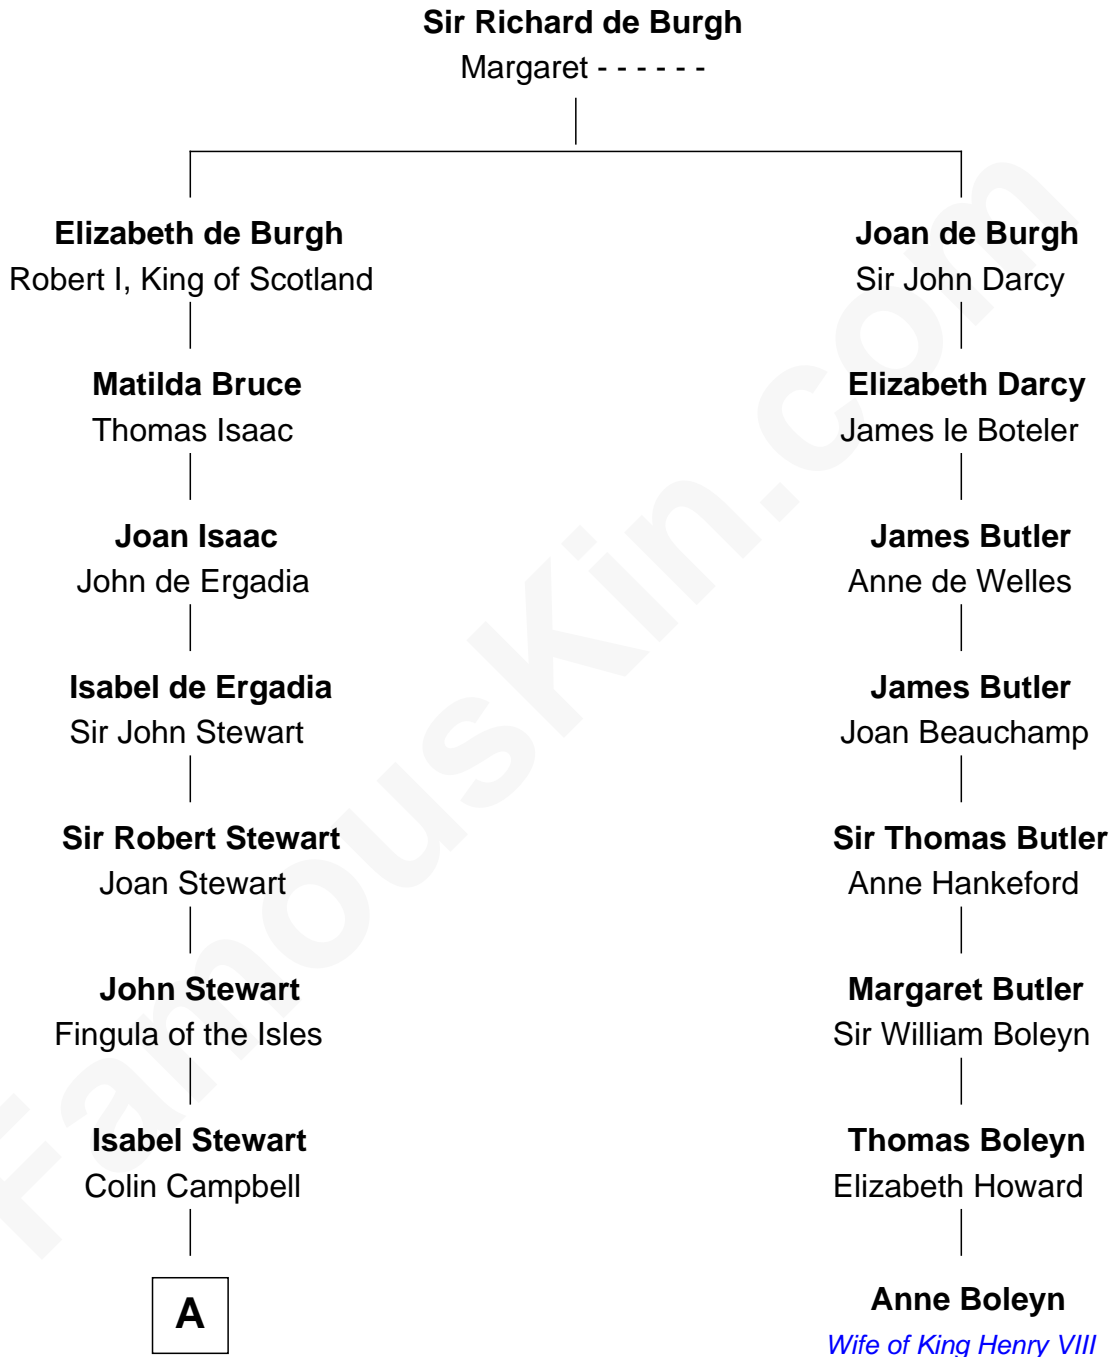 Sir Richard de Burgh
Margaret - - - - - -
Elizabeth de Burgh
Robert I, King of Scotland
Joan de Burgh
Sir John Darcy
Matilda Bruce
Thomas Isaac
Elizabeth Darcy
James le Boteler
Joan Isaac
John de Ergadia
James Butler
Anne de Welles
Isabel de Ergadia
Sir John Stewart
James Butler
Joan Beauchamp
Sir Robert Stewart
Joan Stewart
Sir Thomas Butler
Anne Hankeford
John Stewart
Fingula of the Isles
Margaret Butler
Sir William Boleyn
Isabel Stewart
Colin Campbell
Thomas Boleyn
Elizabeth Howard
A
Anne Boleyn
Wife of King Henry VIII
FamousKin.com